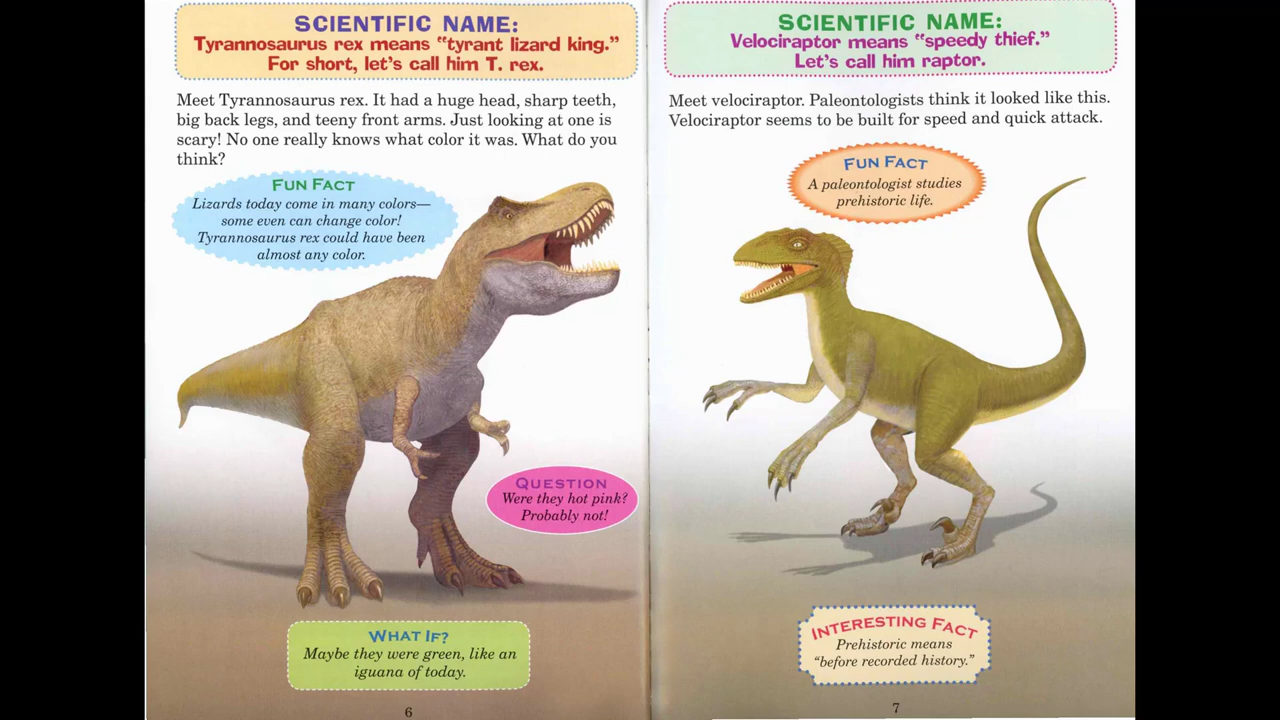 SCIENTIFIC NAME:
Tyrannosaurus rex means “tyrant lizard king.”
For short, let’s call him T. rex.
Meet Tyrannosaurus rex. It had a huge head, sharp teeth,
big back legs, and teeny front arms. Just looking at one is
scary! No one really knows what color it was. What do you
think?
FUN FACT
Lizards today come in many colors—
some even can change color!
Tyrannosaurus rex could have been
almost any color.
QUESTION
Were they hot pink?
Probably not!
WHAT IF?
Maybe they were green, like an
iguana of today.
6
SCIENTIFIC NAME:
Velociraptor means “speedy thief.”
Let’s call him raptor.
Meet velociraptor. Paleontologists think it looked like this.
Velociraptor seems to be built for speed and quick attack.
FUN FACT
A paleontologist studies
prehistoric life.
INTERESTING FACT
Prehistoric means
“before recorded history.”
7